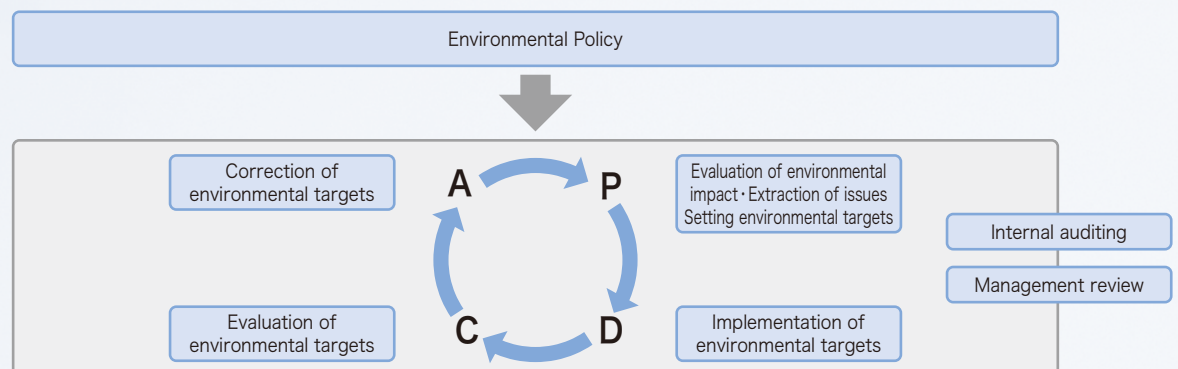 Environmental Policy
Correction of
environmental targets
A
P
Evaluation of environmental
impact・Extraction of issues
Setting environmental targets
Internal auditing
Management review
Evaluation of
environmental targets
C
D
Implementation of
environmental targets